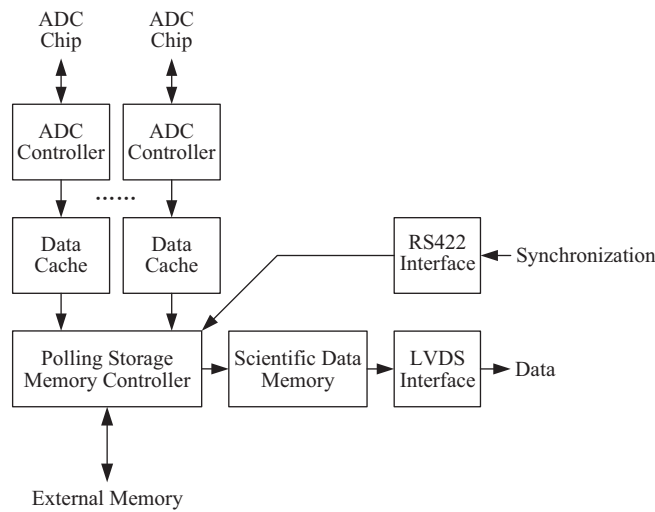 ADC
Chip
ADC
Chip
ADC
Controller
ADC
Controller
......
Data
Cache
Data
Cache
RS422
Interface
Synchronization
Polling Storage
Memory Controller
Scientific Data
Memory
LVDS
Interface
Data
External Memory